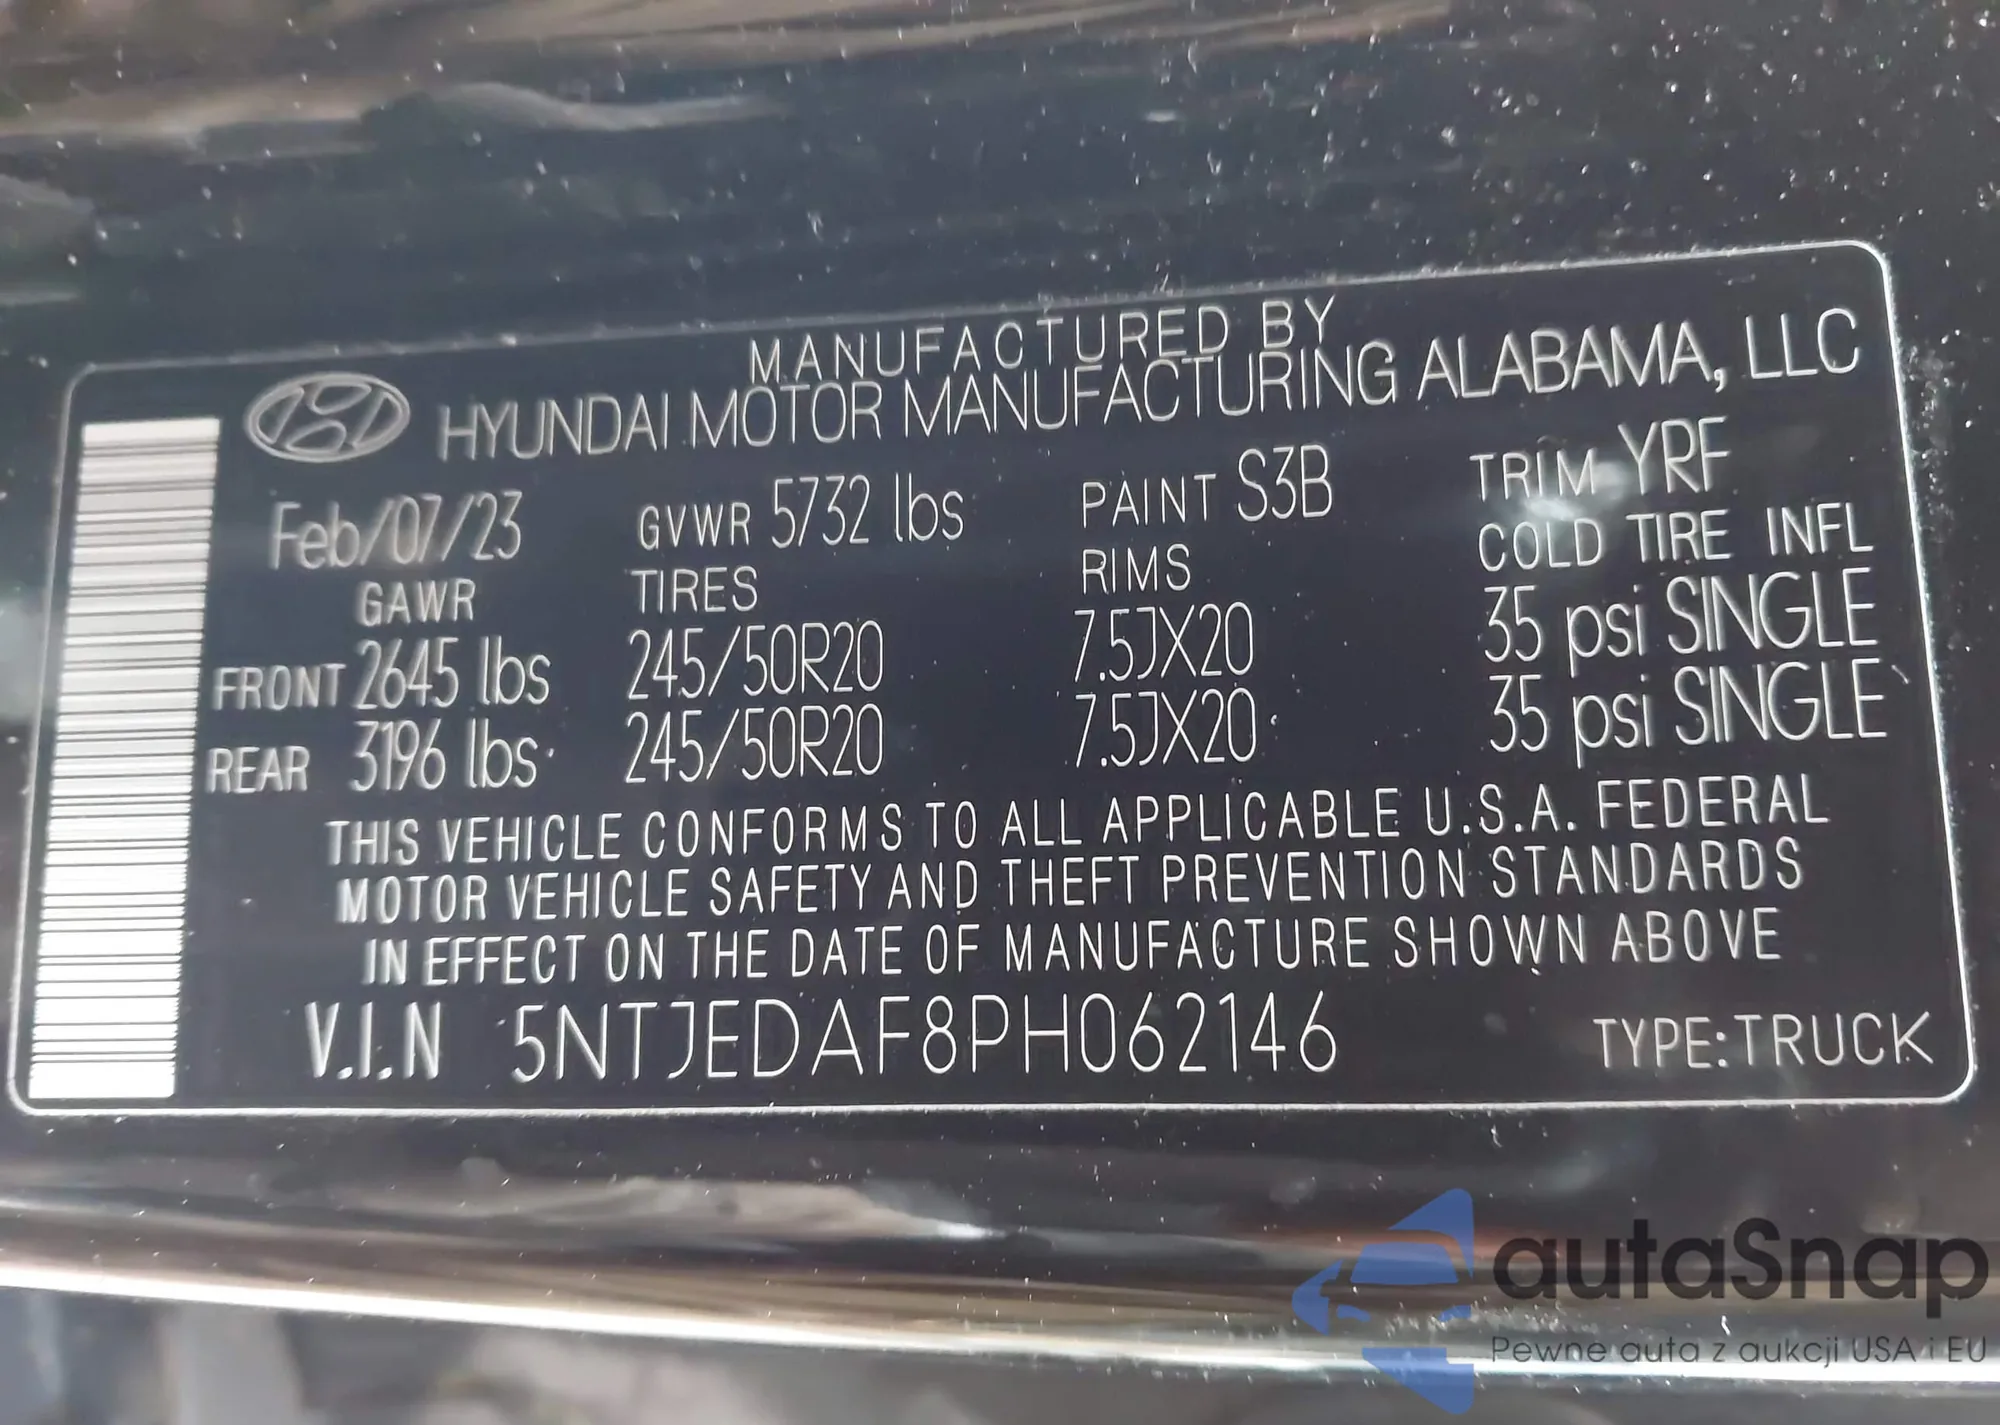 MANUFACTURED BY
HYUNDAI MOTOR MANUFACTURING ALABAMA, LLC
Feb/07/23 GVWR 5732 lbs PAINT S3B TRIM YRF
GAWR TIRES RIMS COLD TIRE INFL
FRONT 2645 lbs 245/50R20 7.5JX20 35 psi SINGLE
REAR 3196 lbs 245/50R20 7.5JX20 35 psi SINGLE
THIS VEHICLE CONFORMS TO ALL APPLICABLE U.S.A. FEDERAL
MOTOR VEHICLE SAFETY AND THEFT PREVENTION STANDARDS
IN EFFECT ON THE DATE OF MANUFACTURE SHOWN ABOVE
V.I.N 5NTJEDAF8PH062146 TYPE:TRUCK
autaSnap
Pewne auta z aukcji USA i EU